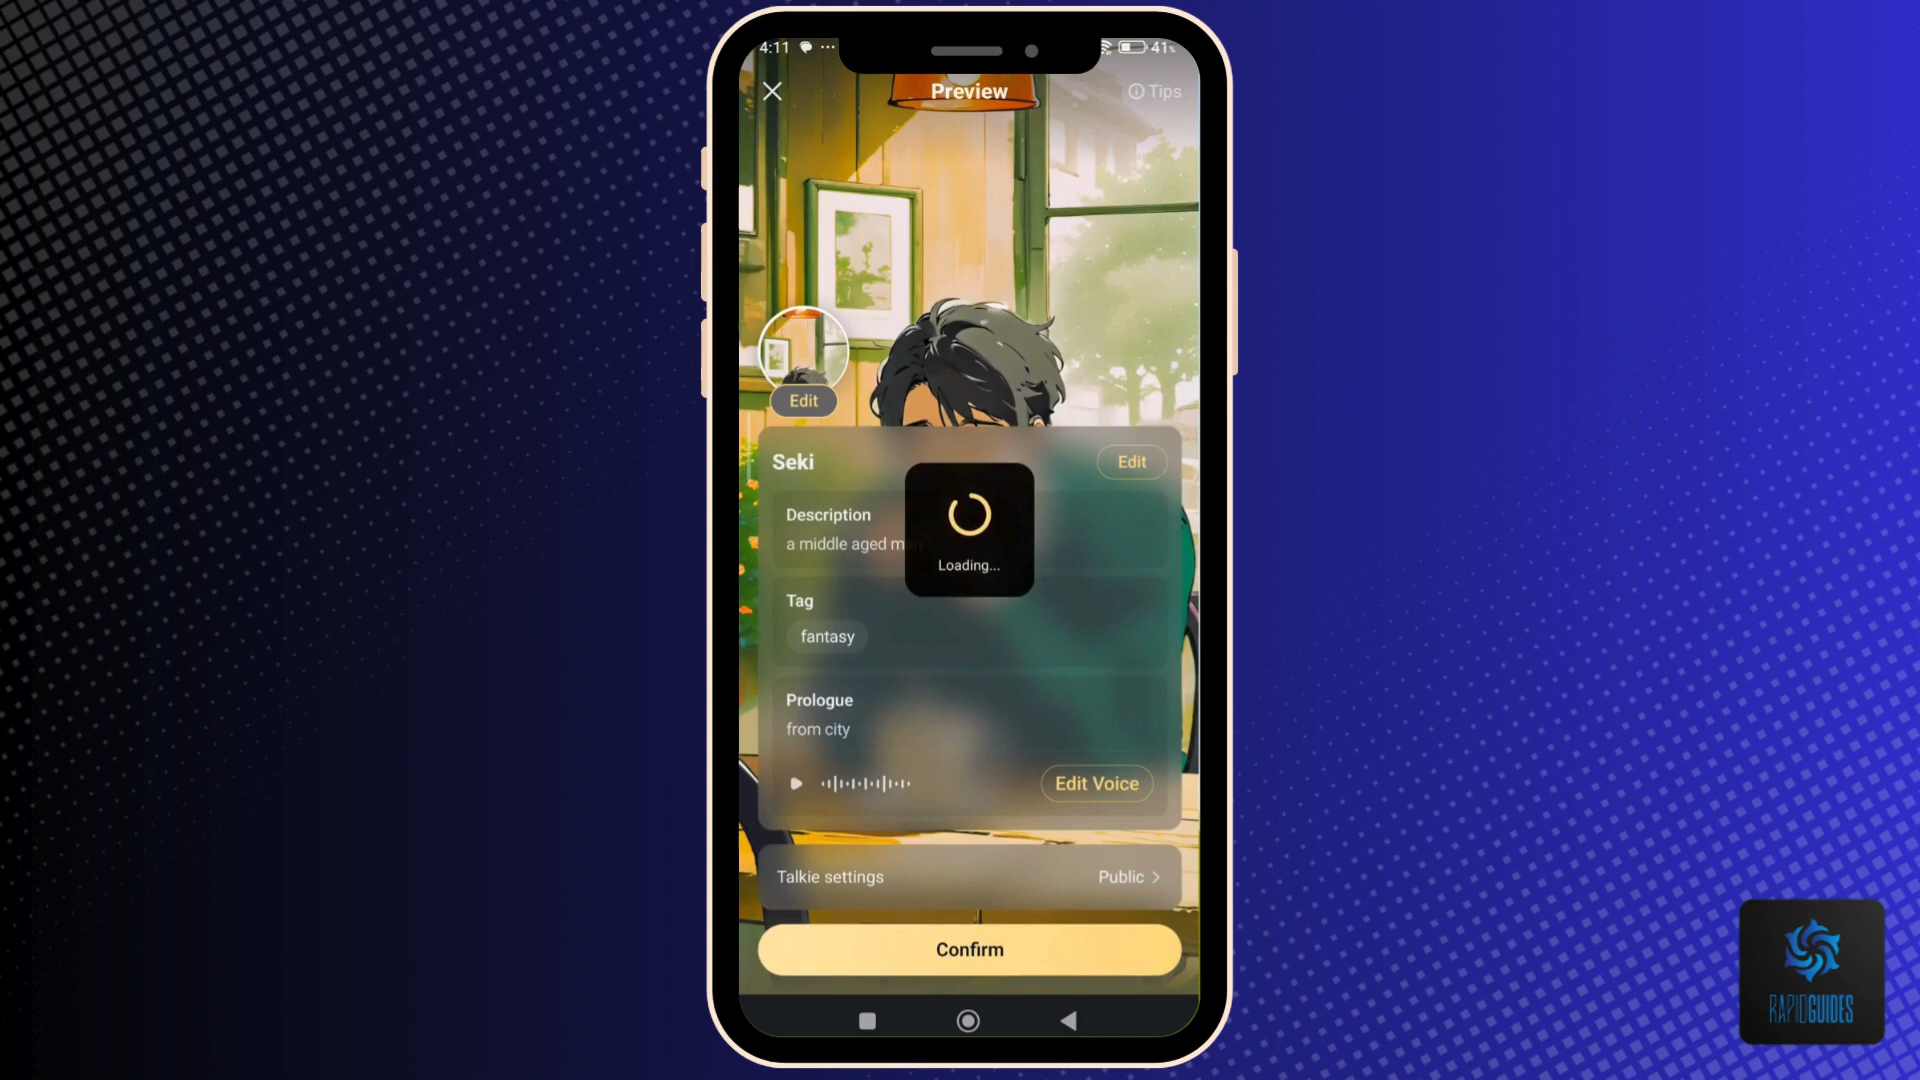 4:11
41%
Preview
Tips
Edit
Seki
Edit
Description
a middle aged man
Loading...
Tag
fantasy
Prologue
from city
Edit Voice
Talkie settings
Public
Confirm
RAPIDGUIDES